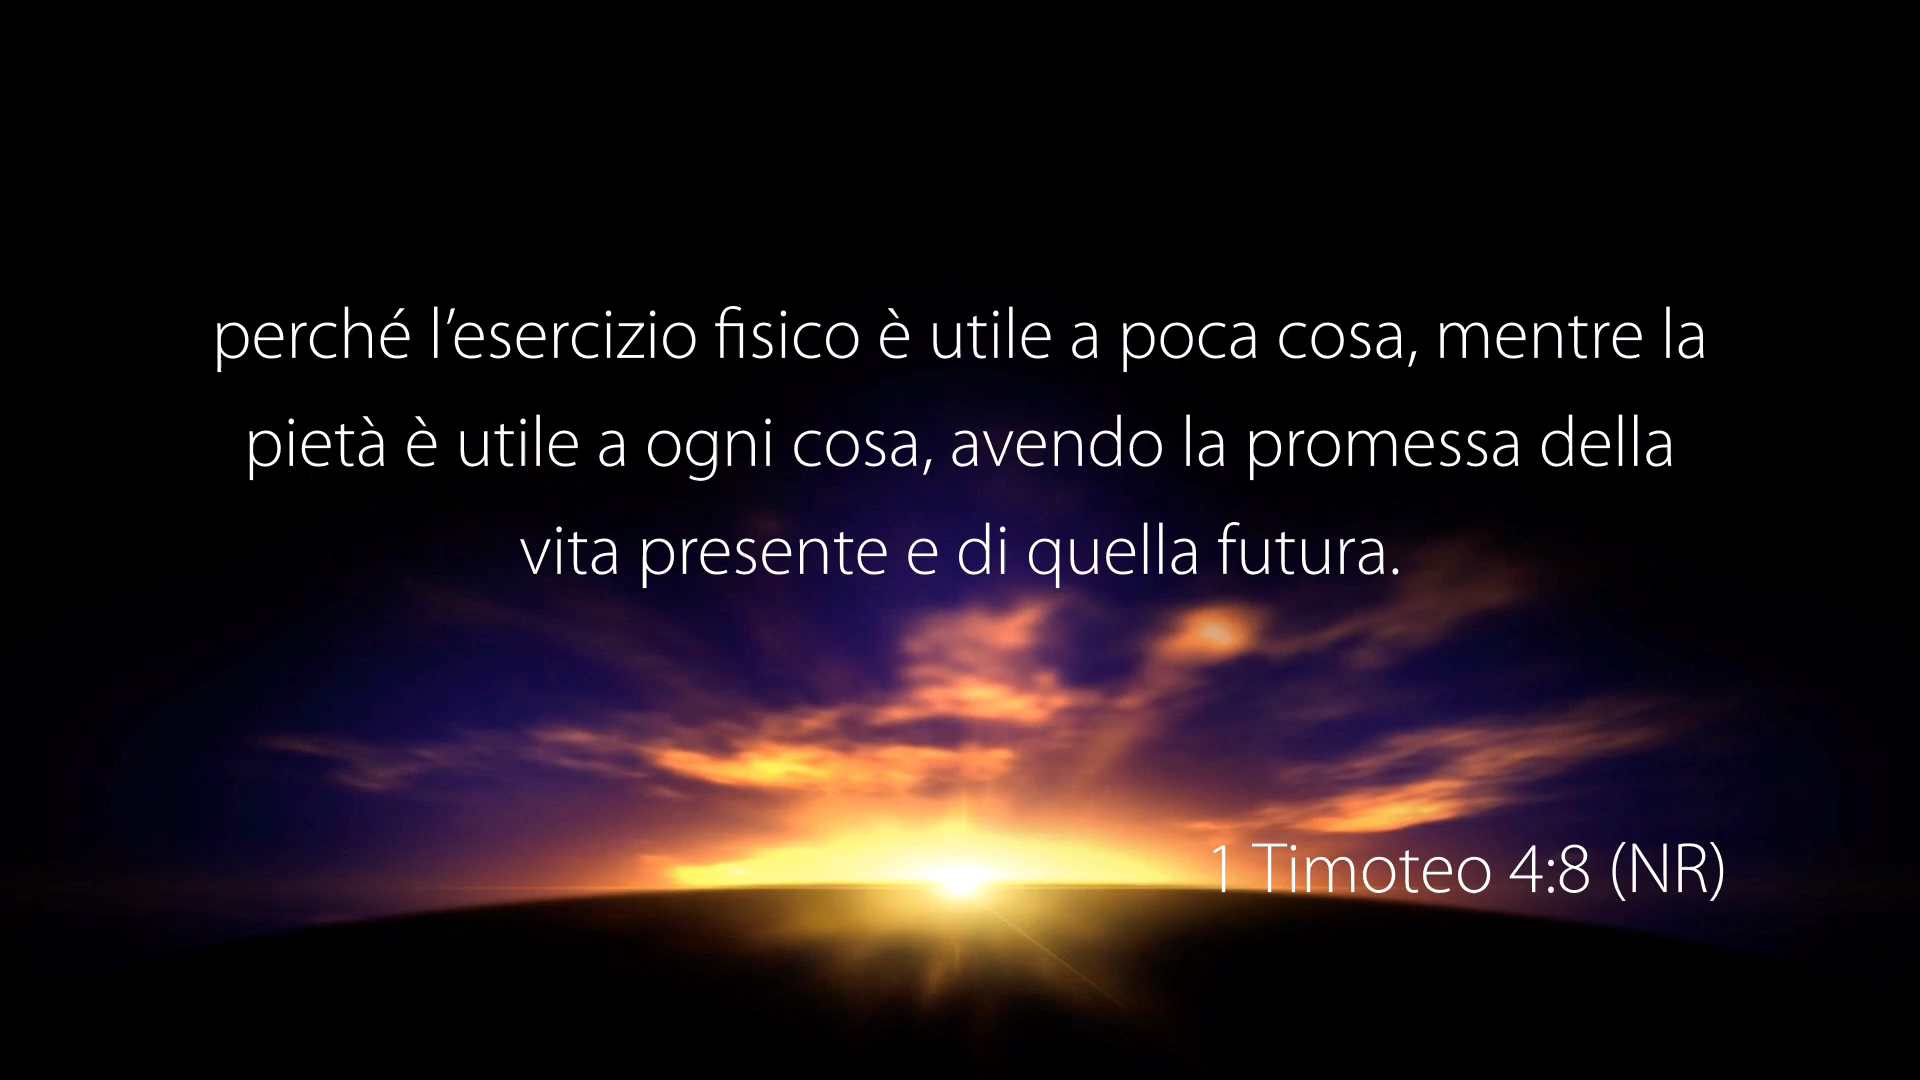 perché l’esercizio fisico è utile a poca cosa, mentre la
pietà è utile a ogni cosa, avendo la promessa della
vita presente e di quella futura.
1 Timoteo 4:8 (NR)